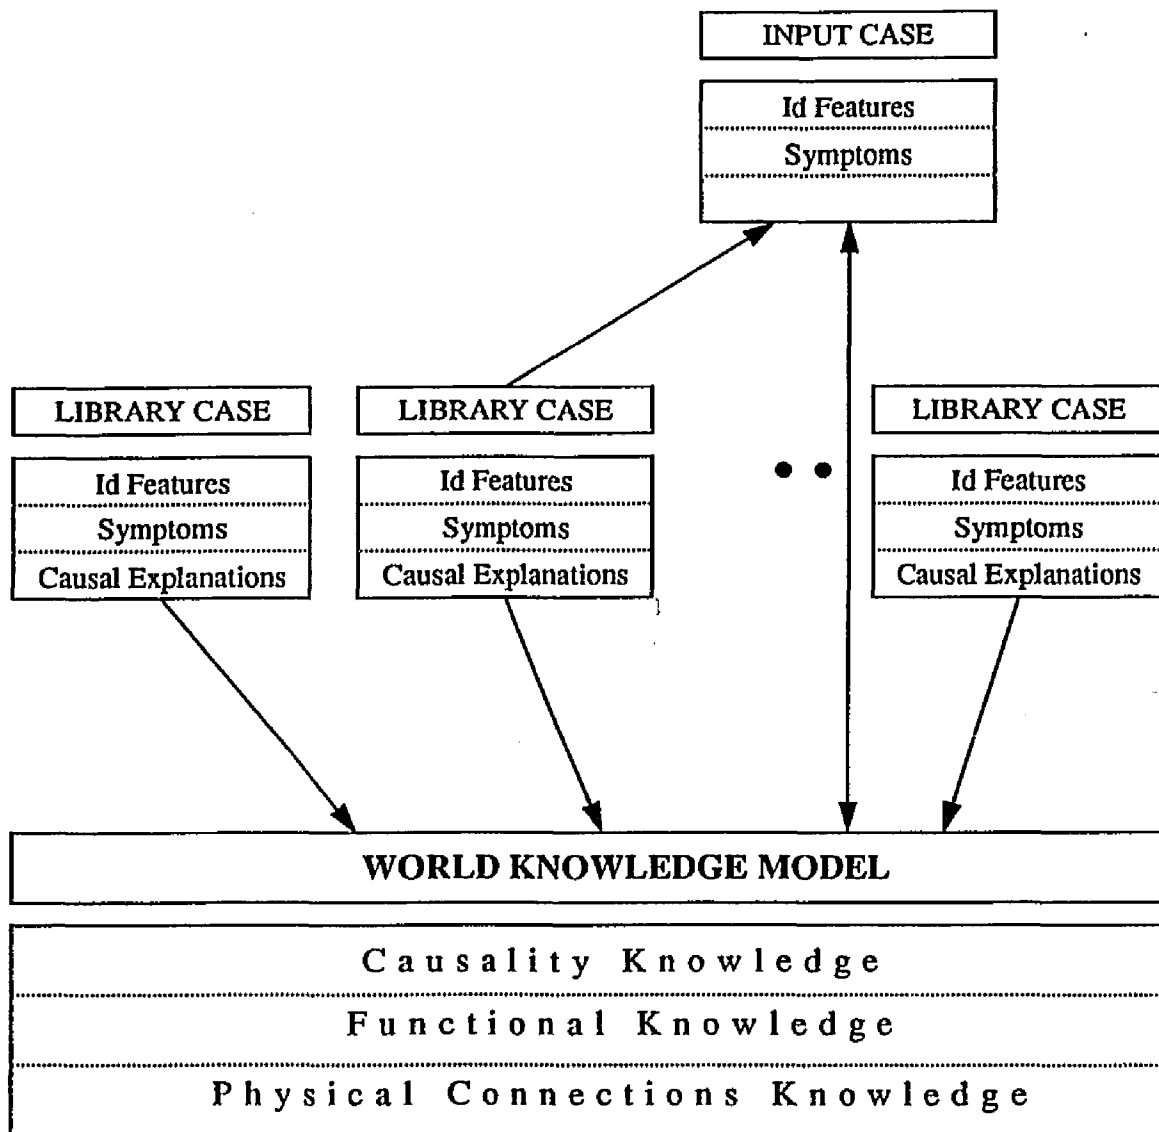 INPUT CASE
Id Features
Symptoms
LIBRARY CASE
Id Features
Symptoms
Causal Explanations
LIBRARY CASE
Id Features
Symptoms
Causal Explanations
LIBRARY CASE
Id Features
Symptoms
Causal Explanations
WORLD KNOWLEDGE MODEL
Causality Knowledge
Functional Knowledge
Physical Connections Knowledge